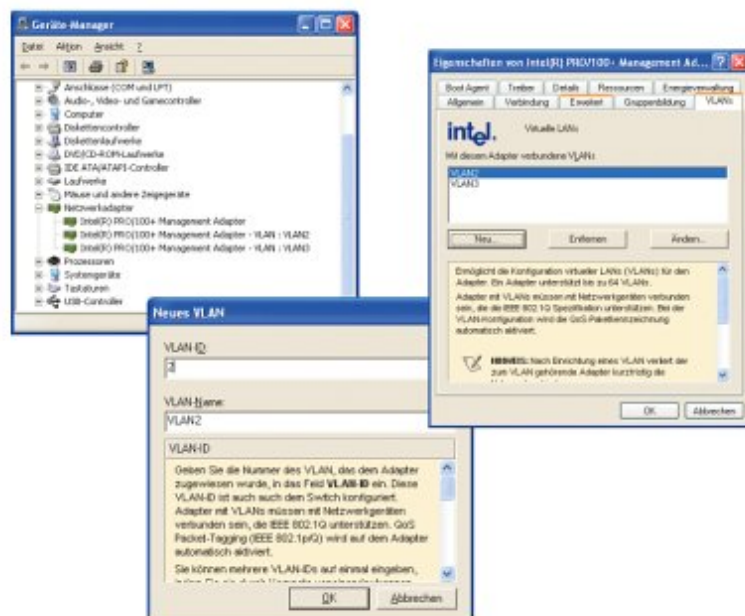 Geräte-Manager
Datei Aktion Ansicht ?
Anschlüsse (COM und LPT)
Audio-, Video- und Gamecontroller
Computer
Diskettencontroller
Diskettenlaufwerke
DVD/CD-ROM-Laufwerke
IDE ATA/ATAPI-Controller
Laufwerke
Mäuse und andere Zeigegeräte
Netzwerkadapter
Intel(R) PRO/100+ Management Adapter
Intel(R) PRO/100+ Management Adapter - VLAN : VLAN2
Intel(R) PRO/100+ Management Adapter - VLAN : VLAN3
Prozessoren
Systemgeräte
Tastaturen
USB-Controller
Eigenschaften von Intel(R) PRO/100+ Management Ad...
Boot Agent Treiber Details Ressourcen Energieverwaltung
Allgemein Verbindung Erweitert Gruppenbildung VLANs
intel. Virtuelle LANs
Mit diesem Adapter verbundene VLANs
VLAN2
VLAN3
Neu... Entfernen Ändern...
Ermöglicht die Konfiguration virtueller LANs (VLANs) für den
Adapter. Ein Adapter unterstützt bis zu 64 VLANs.
Adapter mit VLANs müssen mit Netzwerkgeräten verbunden
sein, die die IEEE 802.1Q Spezifikation unterstützen. Bei der
VLAN-Konfiguration wird die QoS Paketkennzeichnung
automatisch aktiviert.
HINWEIS: Nach Einrichtung eines VLAN verliert der
zum VLAN gehörende Adapter kurzfristig die
OK Abbrechen
Neues VLAN
VLAN-ID:
2
VLAN-Name:
VLAN2
VLAN-ID
Geben Sie die Nummer des VLAN, das dem Adapter
zugewiesen wurde, in das Feld VLAN-ID ein. Diese
VLAN-ID ist auch auch dem Switch konfiguriert.
Adapter mit VLANs müssen mit Netzwerkgeräten
verbunden sein, die IEEE 802.1Q unterstützen. QoS
Packet-Tagging (IEEE 802.1p/Q) wird auf dem Adapter
automatisch aktiviert.
Sie können mehrere VLAN-IDs auf einmal eingeben,
OK Abbrechen